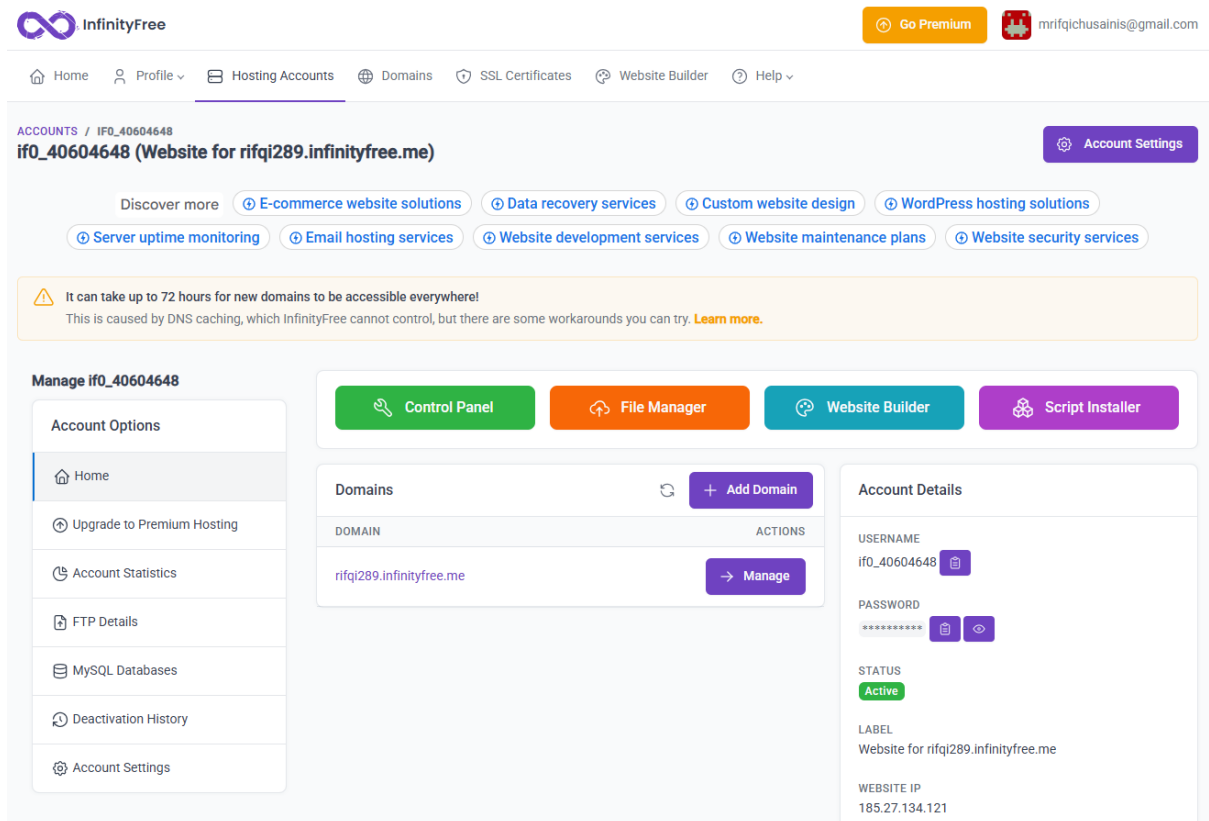 InfinityFree
Go Premium
mrifqichusainis@gmail.com
Home
Profile
Hosting Accounts
Domains
SSL Certificates
Website Builder
Help
ACCOUNTS / IF0_40604648
if0_40604648 (Website for rifqi289.infinityfree.me)
Account Settings
Discover more
E-commerce website solutions
Data recovery services
Custom website design
WordPress hosting solutions
Server uptime monitoring
Email hosting services
Website development services
Website maintenance plans
Website security services
It can take up to 72 hours for new domains to be accessible everywhere!
This is caused by DNS caching, which InfinityFree cannot control, but there are some workarounds you can try. Learn more.
Manage if0_40604648
Account Options
Home
Upgrade to Premium Hosting
Account Statistics
FTP Details
MySQL Databases
Deactivation History
Account Settings
Control Panel
File Manager
Website Builder
Script Installer
Domains
Add Domain
DOMAIN
ACTIONS
rifqi289.infinityfree.me
Manage
Account Details
USERNAME
if0_40604648
PASSWORD
**********
STATUS
Active
LABEL
Website for rifqi289.infinityfree.me
WEBSITE IP
185.27.134.121